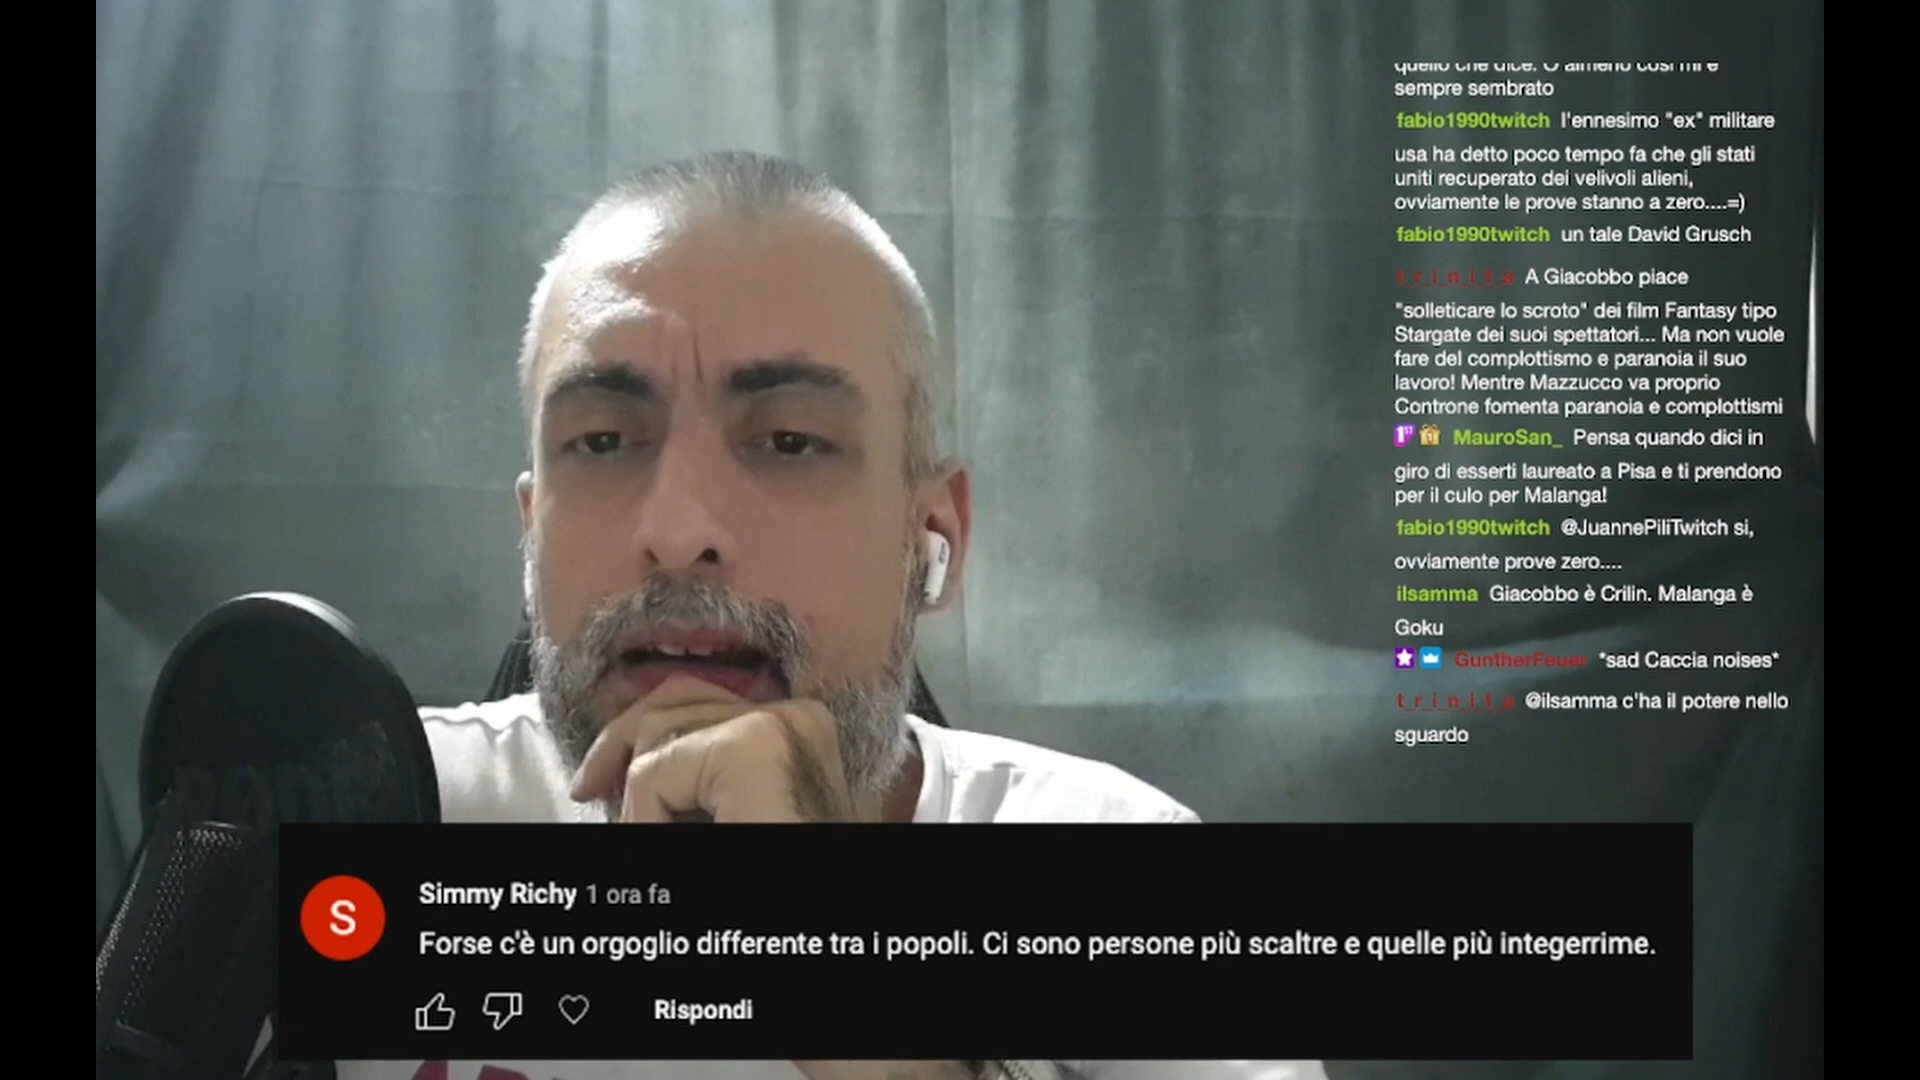 sempre sembrato
fabio1990twitch l'ennesimo "ex" militare
usa ha detto poco tempo fa che gli stati
uniti recuperato dei velivoli alieni,
ovviamente le prove stanno a zero....=)
fabio1990twitch un tale David Grusch
t_r_i_n_i_t_a A Giacobbo piace
"solleticare lo scroto" dei film Fantasy tipo
Stargate dei suoi spettatori... Ma non vuole
fare del complottismo e paranoia il suo
lavoro! Mentre Mazzucco va proprio
Controne fomenta paranoia e complottismi
MauroSan_ Pensa quando dici in
giro di esserti laureato a Pisa e ti prendono
per il culo per Malanga!
fabio1990twitch @JuannePiliTwitch si,
ovviamente prove zero....
ilsamma Giacobbo è Crilin. Malanga è
Goku
GuntherFeuer *sad Caccia noises*
t_r_i_n_i_t_a @ilsamma c'ha il potere nello
sguardo
S
Simmy Richy 1 ora fa
Forse c'è un orgoglio differente tra i popoli. Ci sono persone più scaltre e quelle più integerrime.
Rispondi